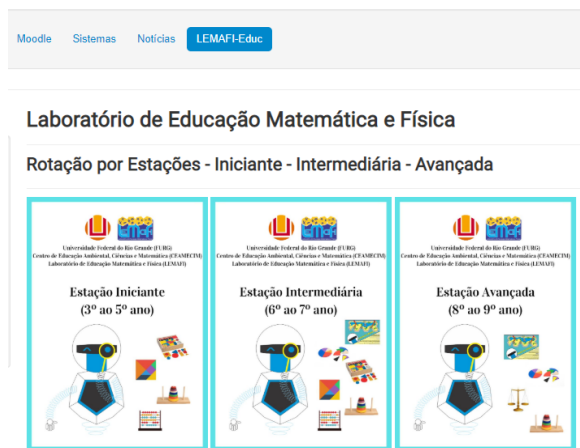 Moodle Sistemas Notícias LEMAFI-Educ
Laboratório de Educação Matemática e Física
Rotação por Estações - Iniciante - Intermediária - Avançada
Universidade Federal do Rio Grande (FURG)
Centro de Educação Ambiental, Ciências e Matemática (CEAMECIM)
Laboratório de Educação Matemática e Física (LEMAFI)
Estação Iniciante
(3º ao 5º ano)
Universidade Federal do Rio Grande (FURG)
Centro de Educação Ambiental, Ciências e Matemática (CEAMECIM)
Laboratório de Educação Matemática e Física (LEMAFI)
Estação Intermediária
(6º ao 7º ano)
Universidade Federal do Rio Grande (FURG)
Centro de Educação Ambiental, Ciências e Matemática (CEAMECIM)
Laboratório de Educação Matemática e Física (LEMAFI)
Estação Avançada
(8º ao 9º ano)